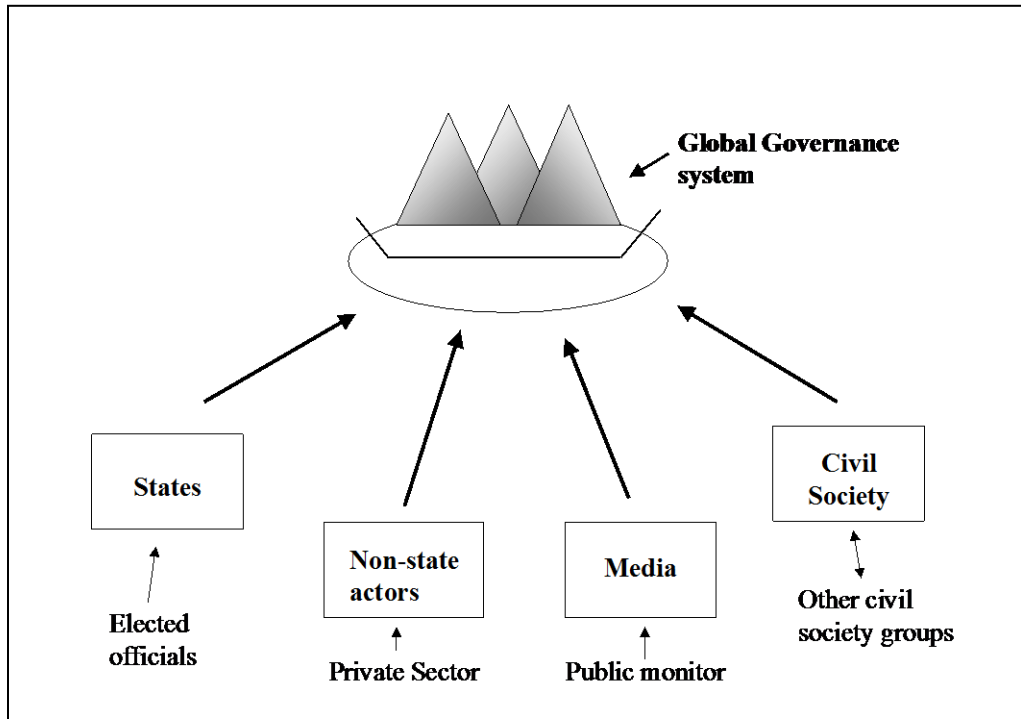 Global Governance
system
States
Non-state
actors
Media
Civil
Society
Elected
officials
Private Sector
Public monitor
Other civil
society groups